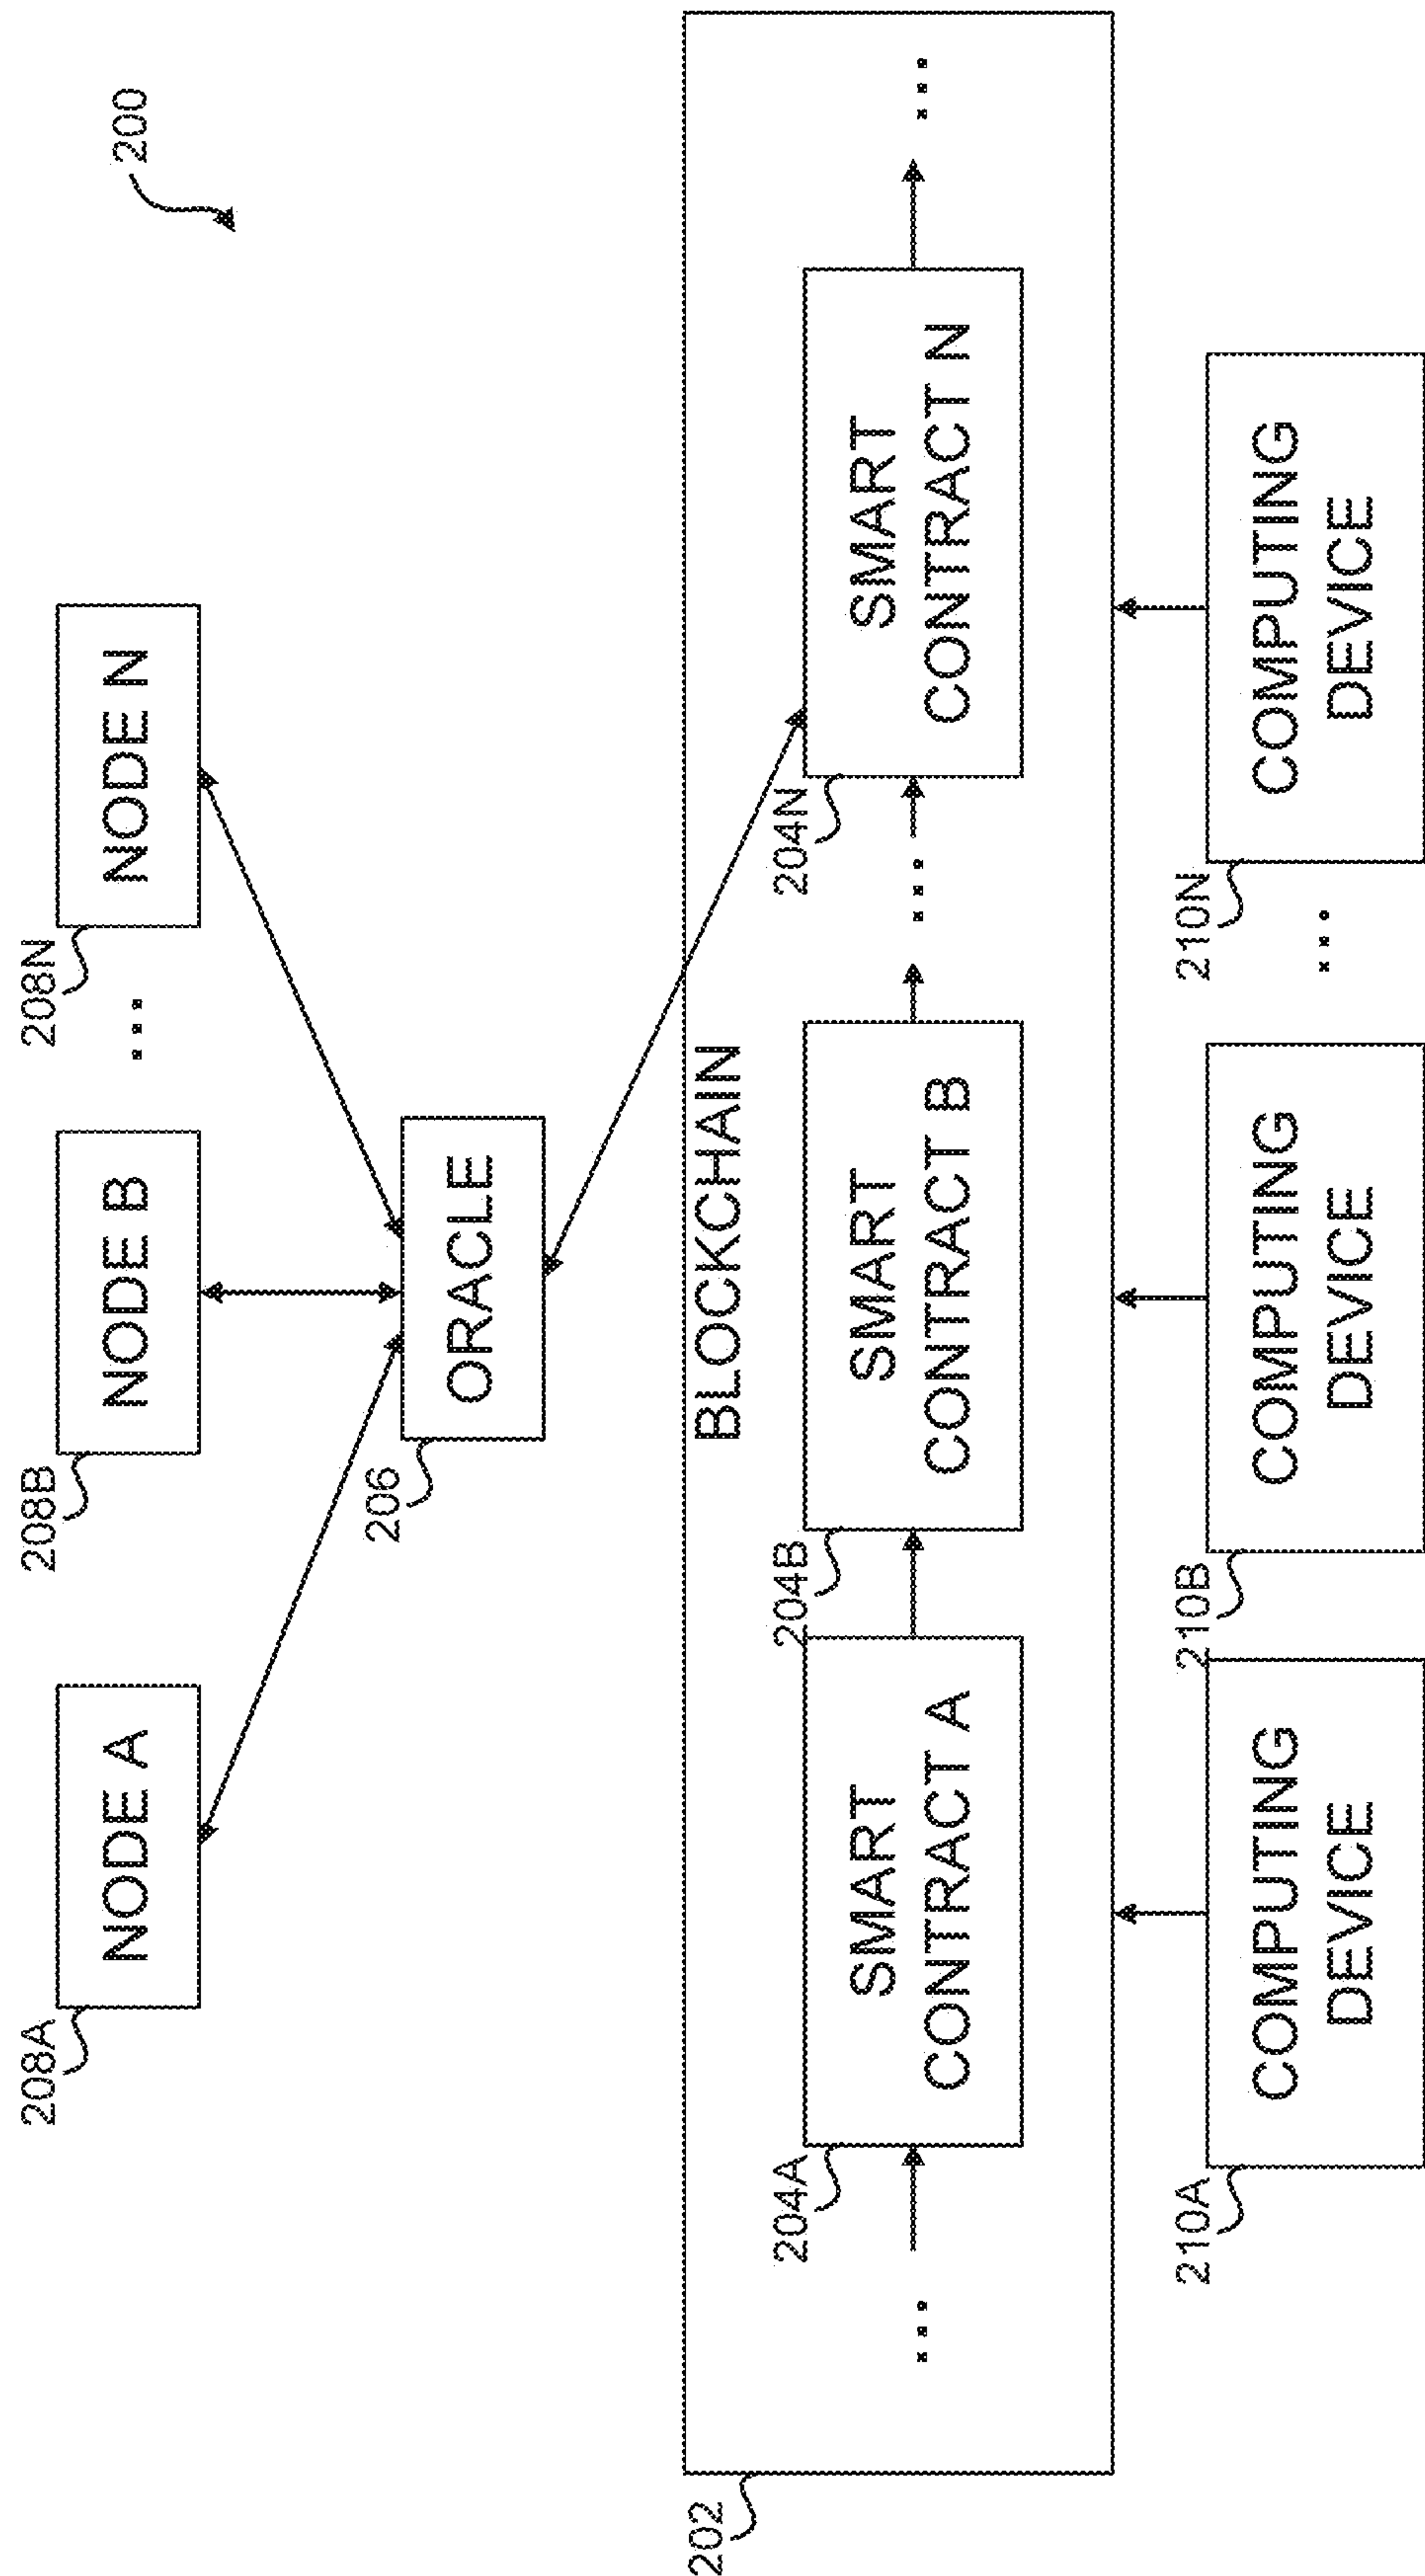 200
208A
NODE A
208B
NODE B
...
208N
NODE N
206
ORACLE
202
BLOCKCHAIN
...
204A
SMART
CONTRACT A
204B
SMART
CONTRACT B
...
204N
SMART
CONTRACT N
...
210A
COMPUTING
DEVICE
210B
COMPUTING
DEVICE
...
210N
COMPUTING
DEVICE